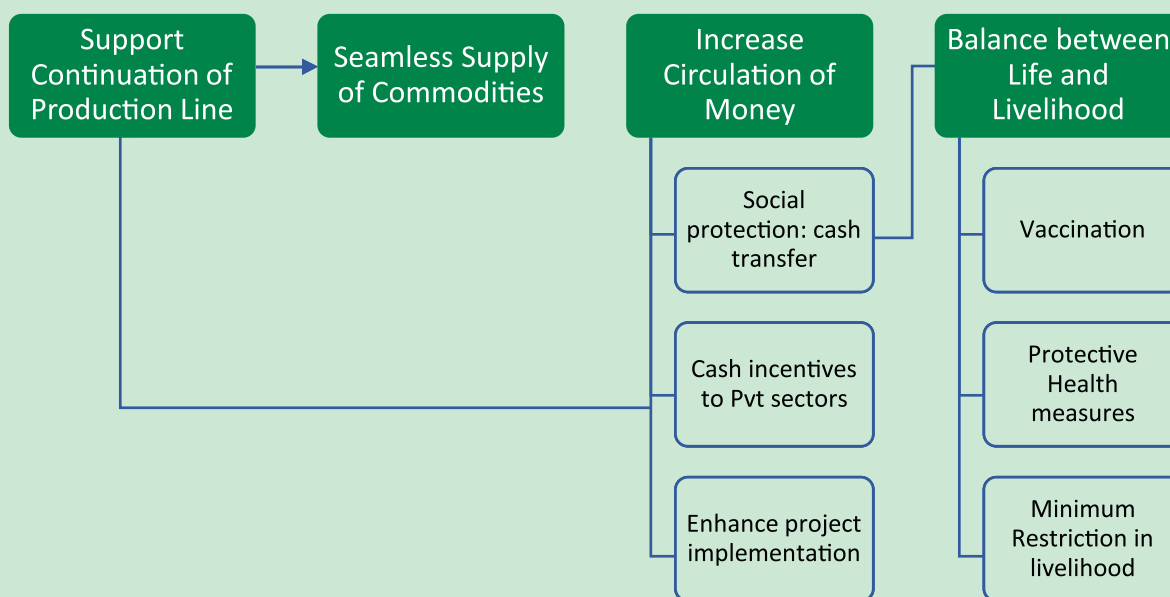 Support
Continuation of
Production Line
Seamless Supply
of Commodities
Increase
Circulation of
Money
Social
protection: cash
transfer
Cash incentives
to Pvt sectors
Enhance project
implementation
Balance between
Life and
Livelihood
Vaccination
Protective
Health
measures
Minimum
Restriction in
livelihood